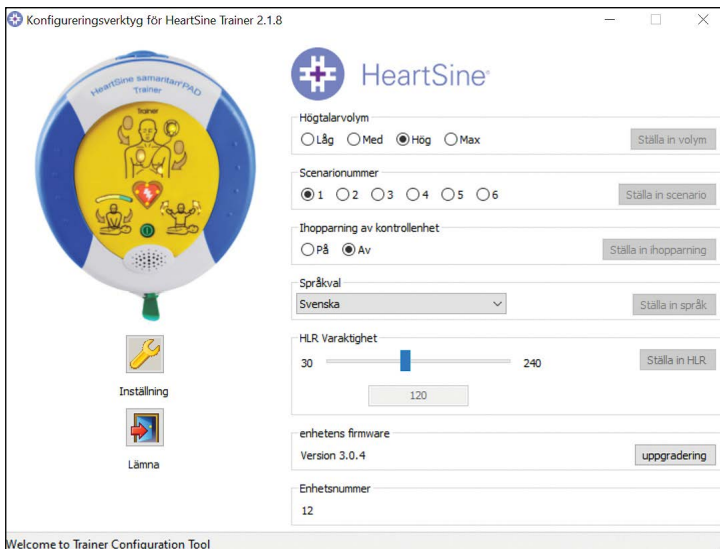 Konfigureringsverktyg för HeartSine Trainer 2.1.8
HeartSine samaritan®PAD
Trainer
Trainer
HeartSine®
Högtalarvolym
Låg Med Hög Max Ställa in volym
Scenarionummer
1 2 3 4 5 6 Ställa in scenario
Ihopparning av kontrollenhet
På Av Ställa in ihopparning
Språkval
Svenska Ställa in språk
HLR Varaktighet
30 240 Ställa in HLR
120
Inställning
enhetens firmware
Version 3.0.4 uppgradering
Lämna
Enhetsnummer
12
Welcome to Trainer Configuration Tool